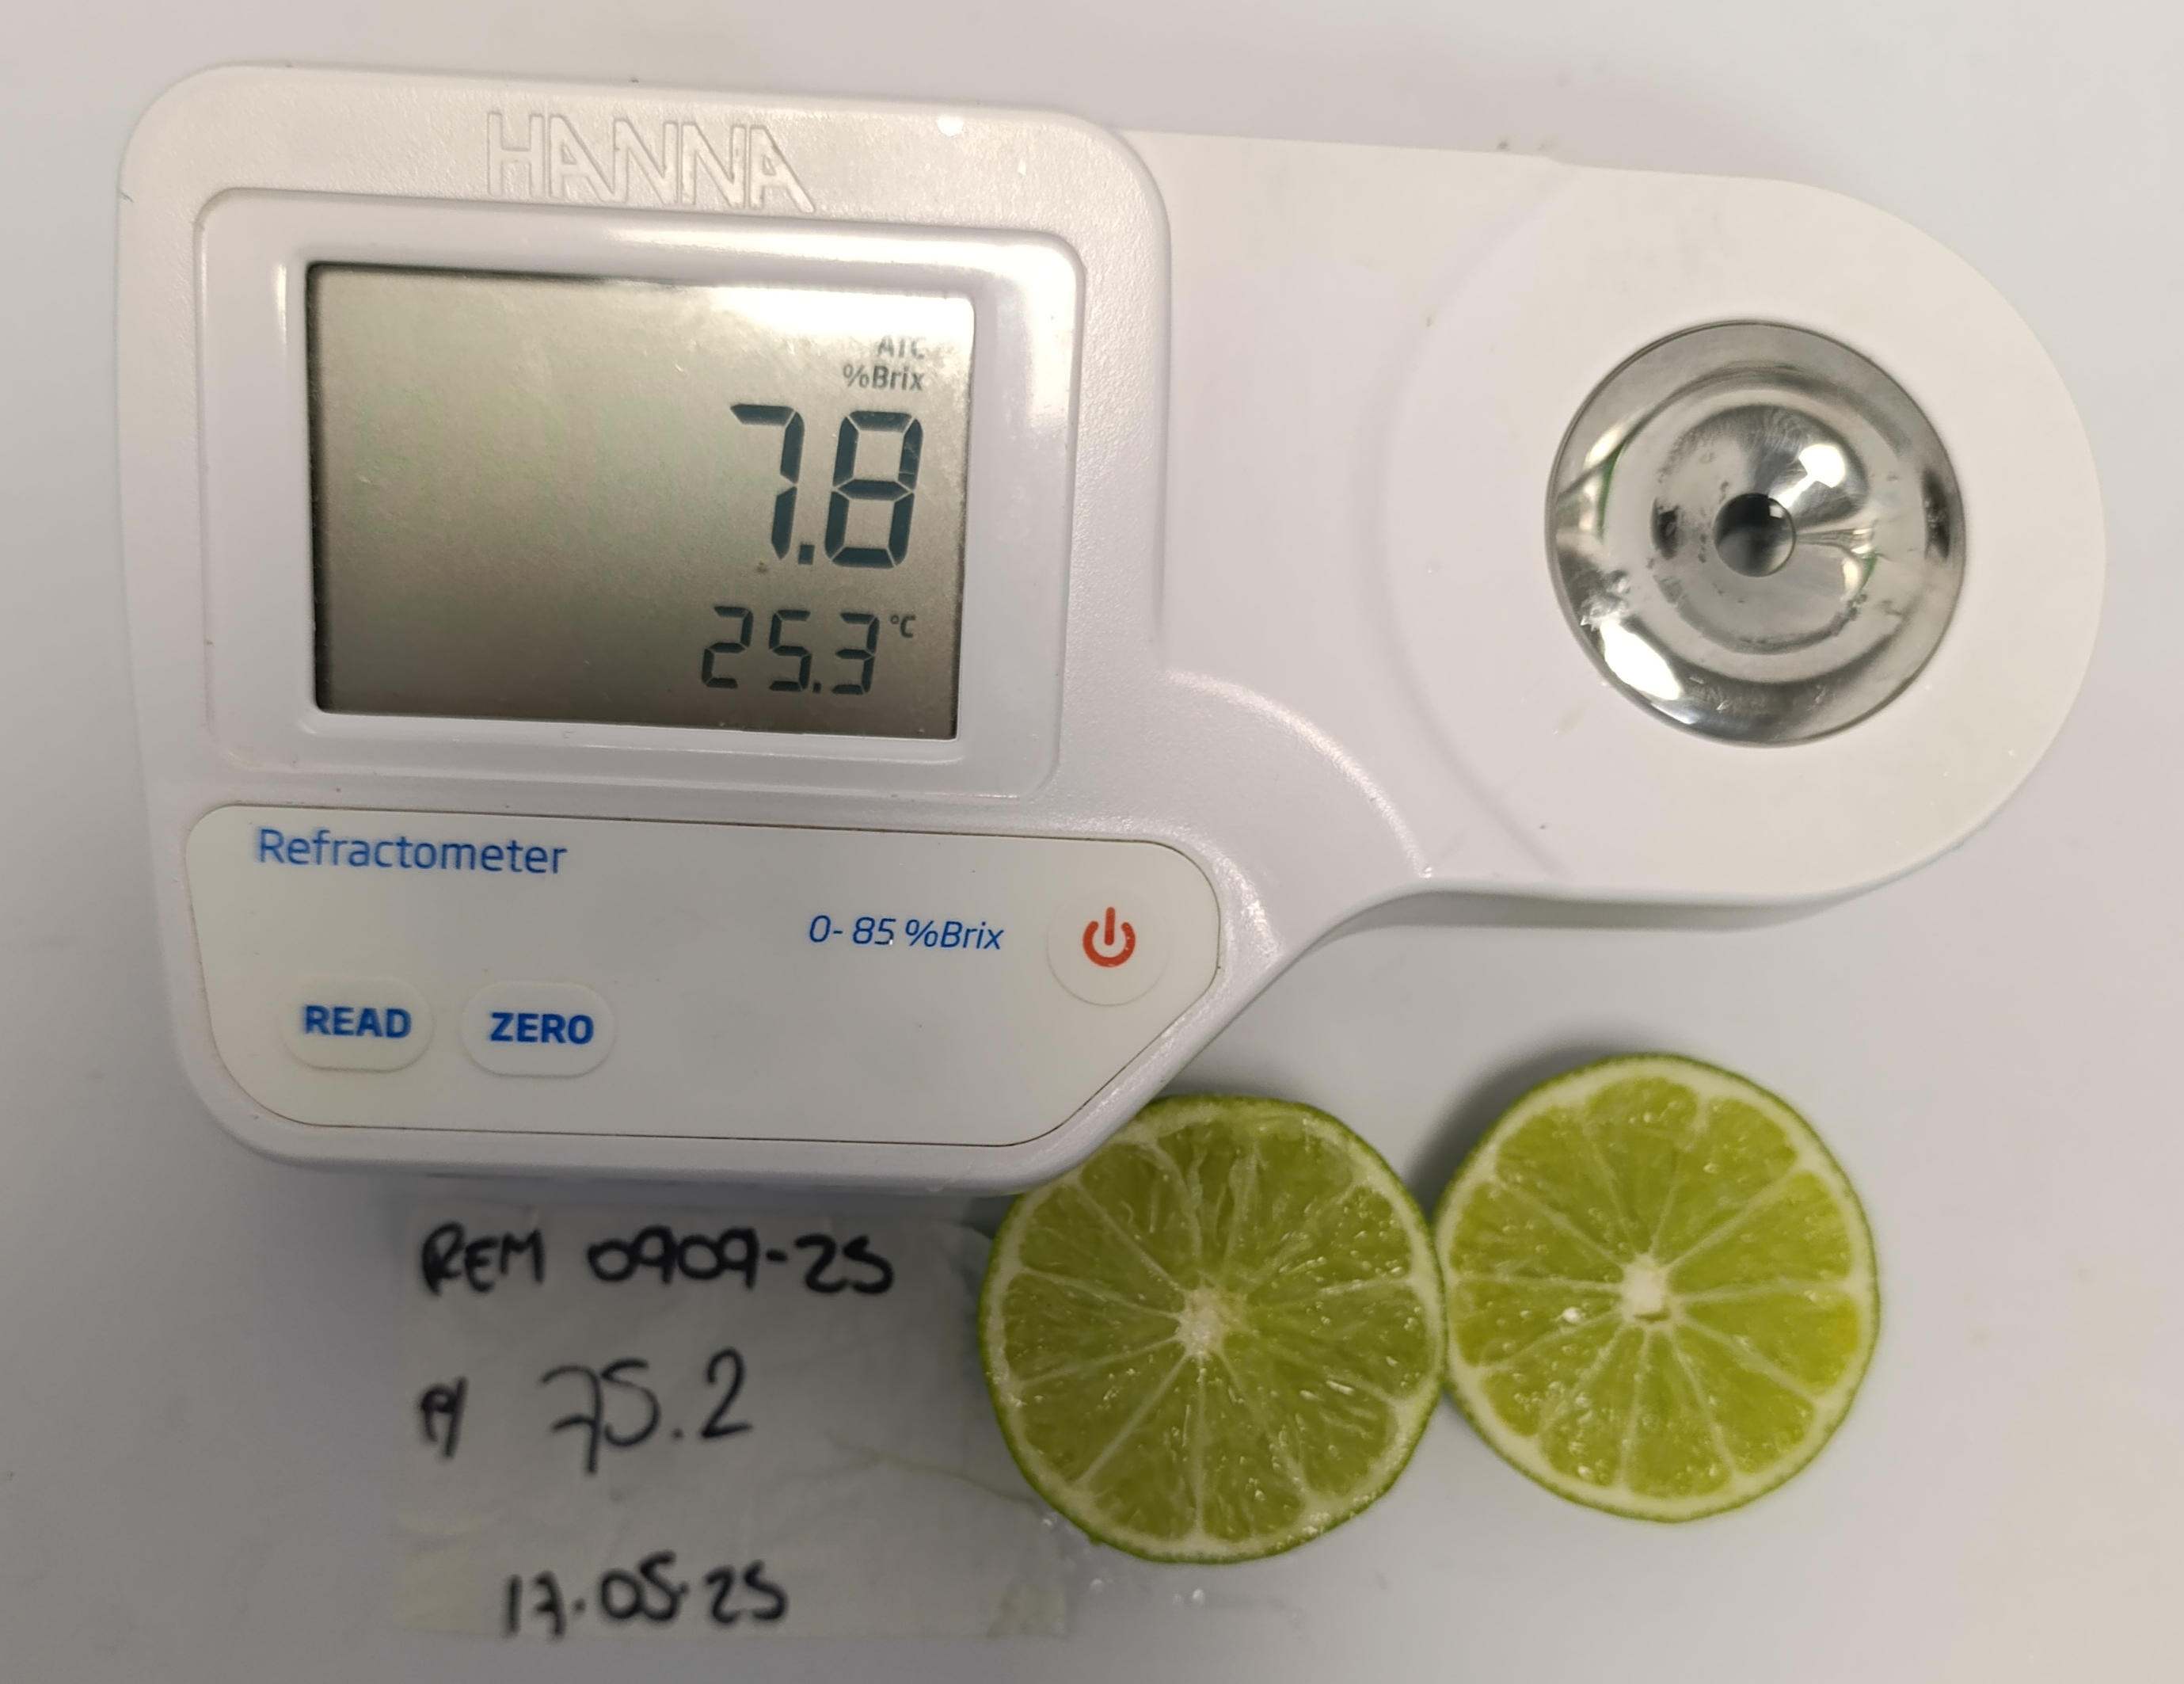 HANNA
ATC
%Brix
7.8
25.3 °C
Refractometer
0-85 %Brix
READ ZERO
REM 0909-25
75.2
17.05.25